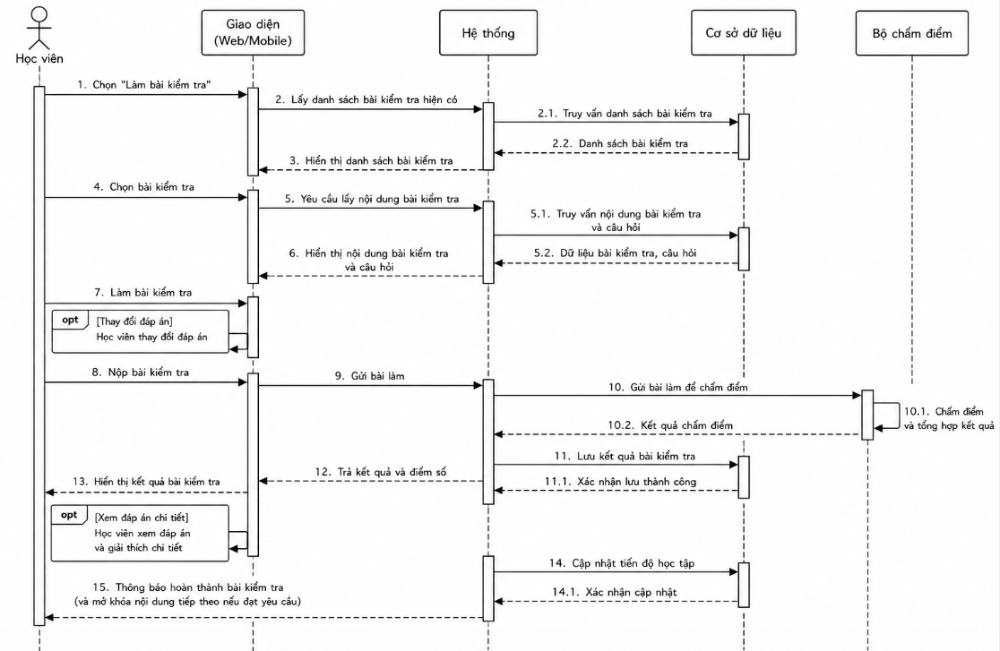 Học viên
Giao diện
(Web/Mobile)
Hệ thống
Cơ sở dữ liệu
Bộ chấm điểm
1. Chọn "Làm bài kiểm tra"
2. Lấy danh sách bài kiểm tra hiện có
2.1. Truy vấn danh sách bài kiểm tra
2.2. Danh sách bài kiểm tra
3. Hiển thị danh sách bài kiểm tra
4. Chọn bài kiểm tra
5. Yêu cầu lấy nội dung bài kiểm tra
5.1. Truy vấn nội dung bài kiểm tra
và câu hỏi
5.2. Dữ liệu bài kiểm tra, câu hỏi
6. Hiển thị nội dung bài kiểm tra
và câu hỏi
7. Làm bài kiểm tra
opt
[Thay đổi đáp án]
Học viên thay đổi đáp án
8. Nộp bài kiểm tra
9. Gửi bài làm
10. Gửi bài làm để chấm điểm
10.1. Chấm điểm
và tổng hợp kết quả
10.2. Kết quả chấm điểm
11. Lưu kết quả bài kiểm tra
11.1. Xác nhận lưu thành công
12. Trả kết quả và điểm số
13. Hiển thị kết quả bài kiểm tra
opt
[Xem đáp án chi tiết]
Học viên xem đáp án
và giải thích chi tiết
14. Cập nhật tiến độ học tập
14.1. Xác nhận cập nhật
15. Thông báo hoàn thành bài kiểm tra
(và mở khóa nội dung tiếp theo nếu đạt yêu cầu)